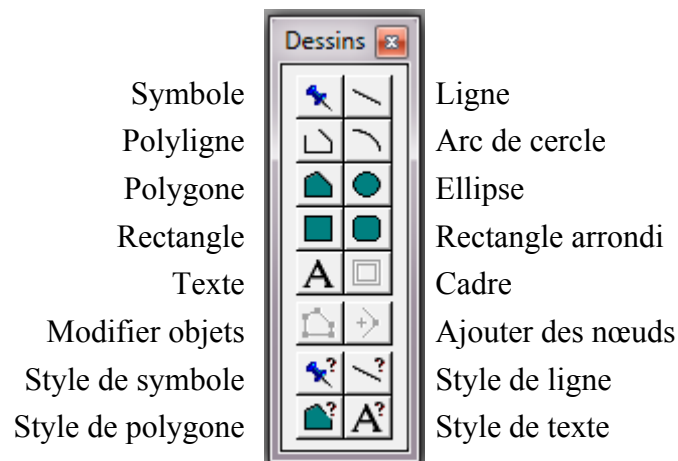 Dessins
Symbole Ligne
Polyligne Arc de cercle
Polygone Ellipse
Rectangle Rectangle arrondi
Texte A Cadre
Modifier objets Ajouter des nœuds
Style de symbole ? ? Style de ligne
Style de polygone ? A? Style de texte